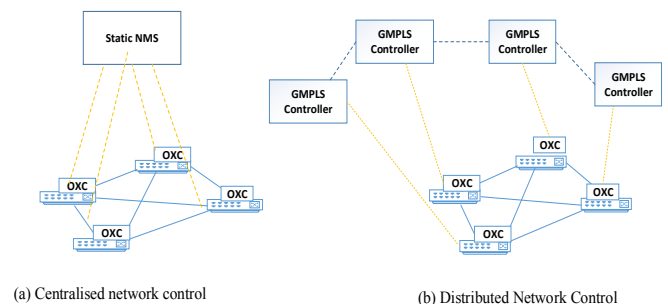 Static NMS
OXC
OXC
OXC
OXC
(a) Centralised network control
GMPLS
Controller
GMPLS
Controller
GMPLS
Controller
GMPLS
Controller
OXC
OXC
OXC
OXC
(b) Distributed Network Control